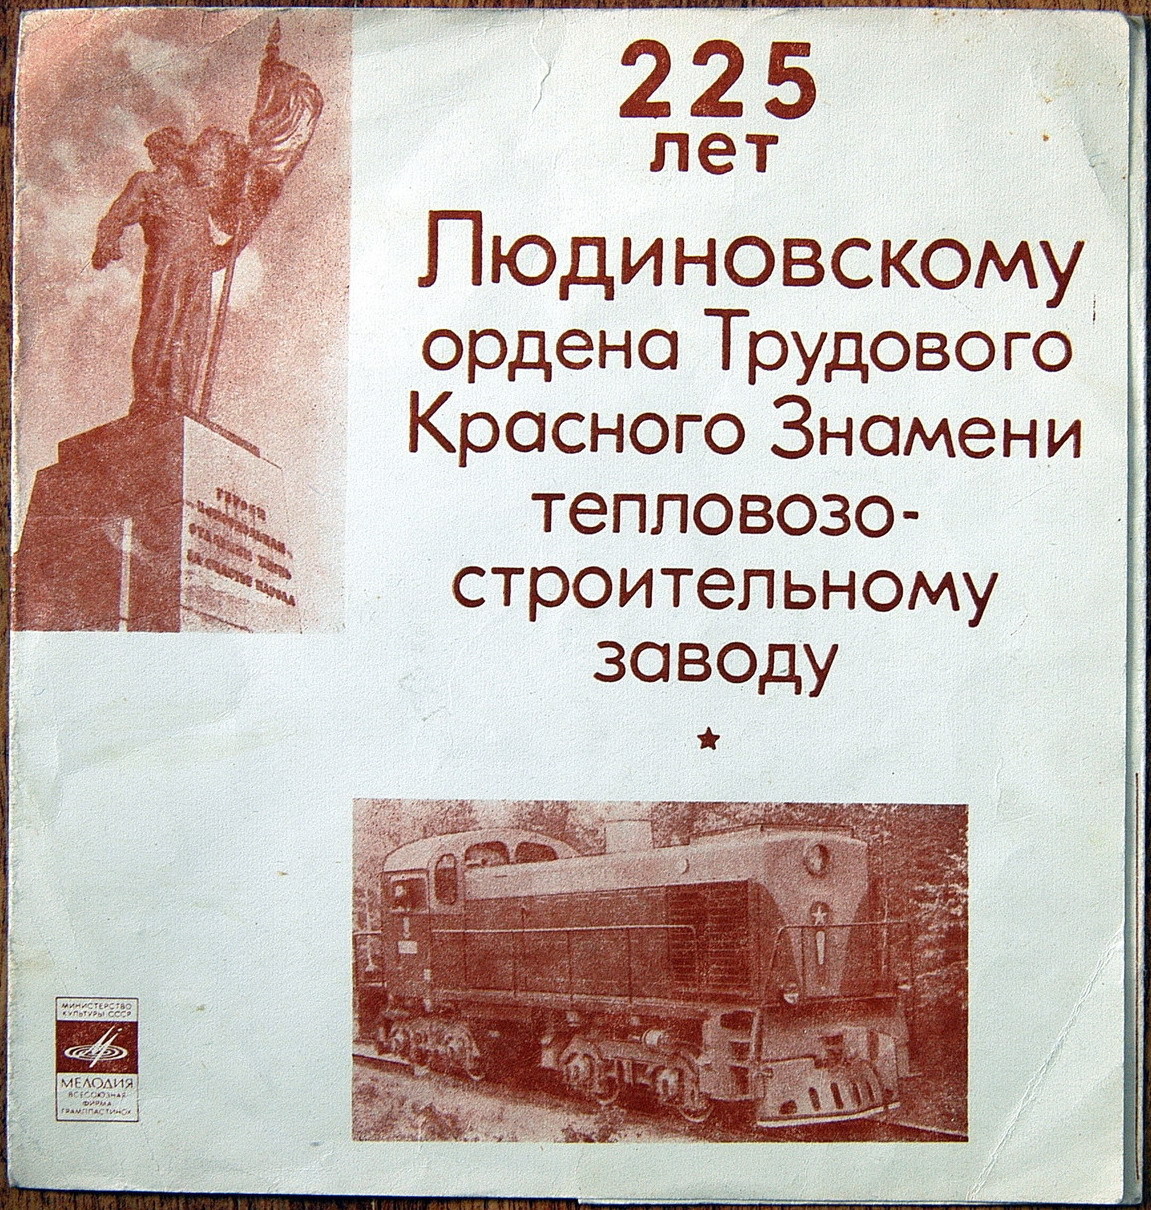 225
лет
Людиновскому
ордена Трудового
Красного Знамени
тепловозо-
строительному
заводу
МИНИСТЕРСТВО
КУЛЬТУРЫ СССР
МЕЛОДИЯ
ВСЕСОЮЗНАЯ
ФИРМА
ГРАМПЛАСТИНОК